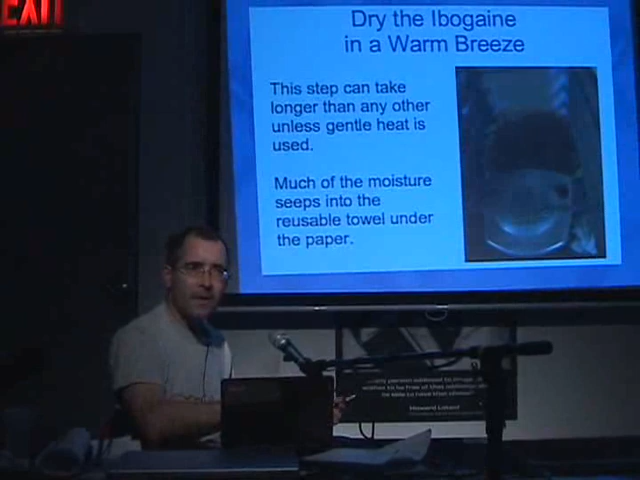 EXIT
Dry the Ibogaine
in a Warm Breeze
This step can take
longer than any other
unless gentle heat is
used.
Much of the moisture
seeps into the
reusable towel under
the paper.
Howard Lotsof